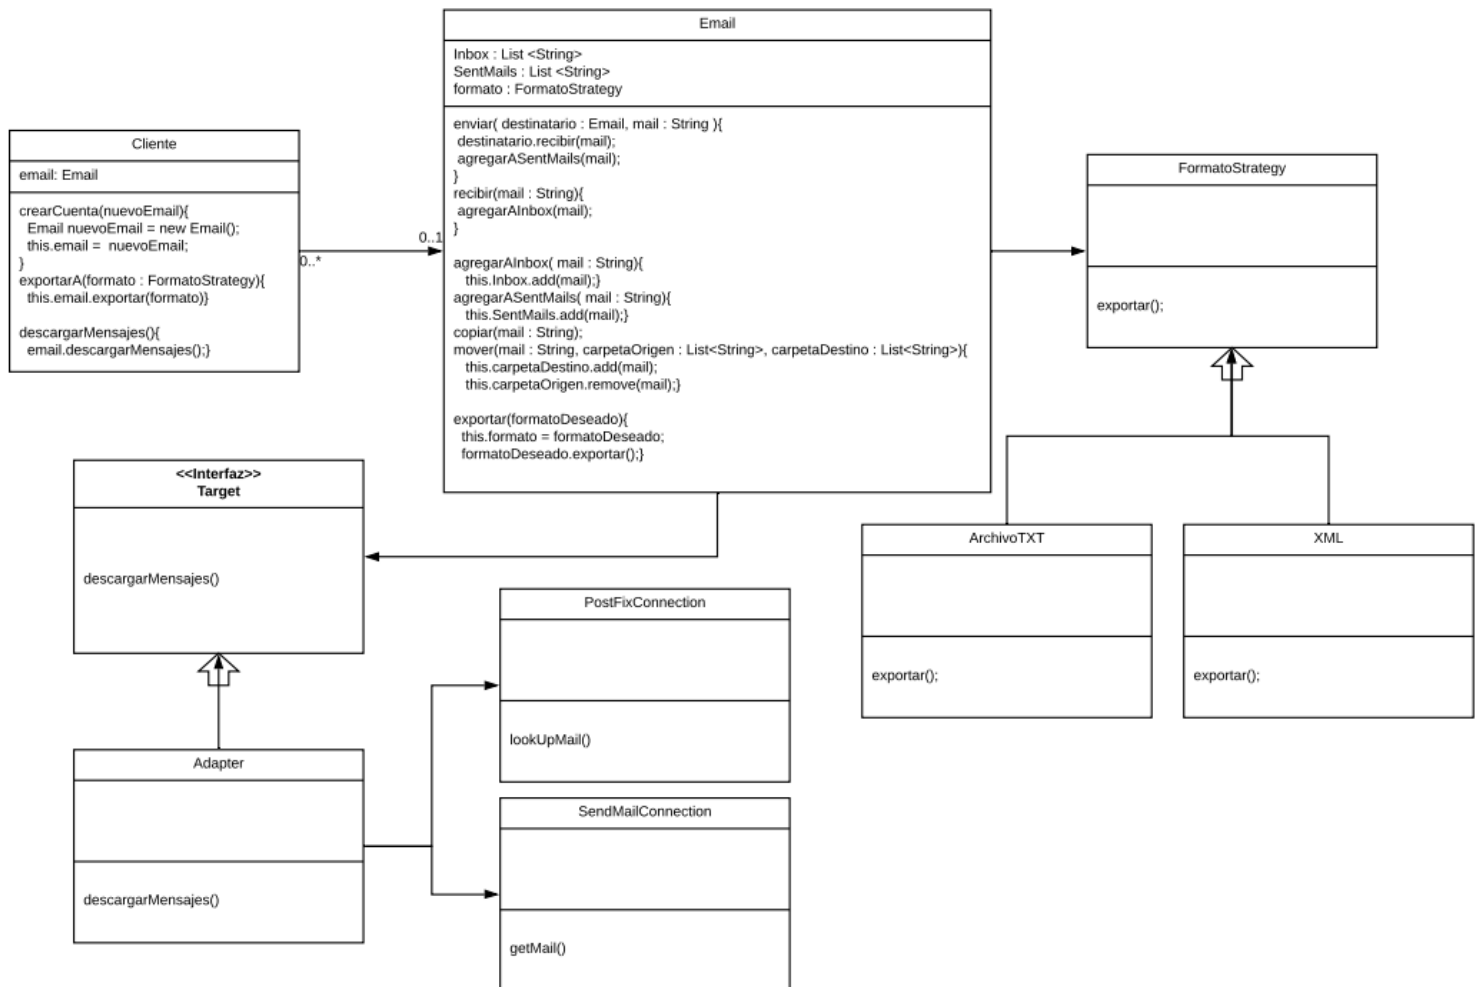 Email
Inbox : List <String>
SentMails : List <String>
formato : FormatoStrategy
enviar( destinatario : Email, mail : String ){
destinatario.recibir(mail);
agregarASentMails(mail);
}
recibir(mail : String){
agregarAInbox(mail);
}
agregarAInbox( mail : String){
this.Inbox.add(mail);}
agregarASentMails( mail : String){
this.SentMails.add(mail);}
copiar(mail : String);
mover(mail : String, carpetaOrigen : List<String>, carpetaDestino : List<String>){
this.carpetaDestino.add(mail);
this.carpetaOrigen.remove(mail);}
exportar(formatoDeseado){
this.formato = formatoDeseado;
formatoDeseado.exportar();}
Cliente
email: Email
crearCuenta(nuevoEmail){
Email nuevoEmail = new Email();
this.email = nuevoEmail;
}
exportarA(formato : FormatoStrategy){
this.email.exportar(formato)}
descargarMensajes(){
email.descargarMensajes();}
0..1
0..*
FormatoStrategy
exportar();
<<Interfaz>>
Target
descargarMensajes()
ArchivoTXT
exportar();
XML
exportar();
PostFixConnection
lookUpMail()
Adapter
descargarMensajes()
SendMailConnection
getMail()